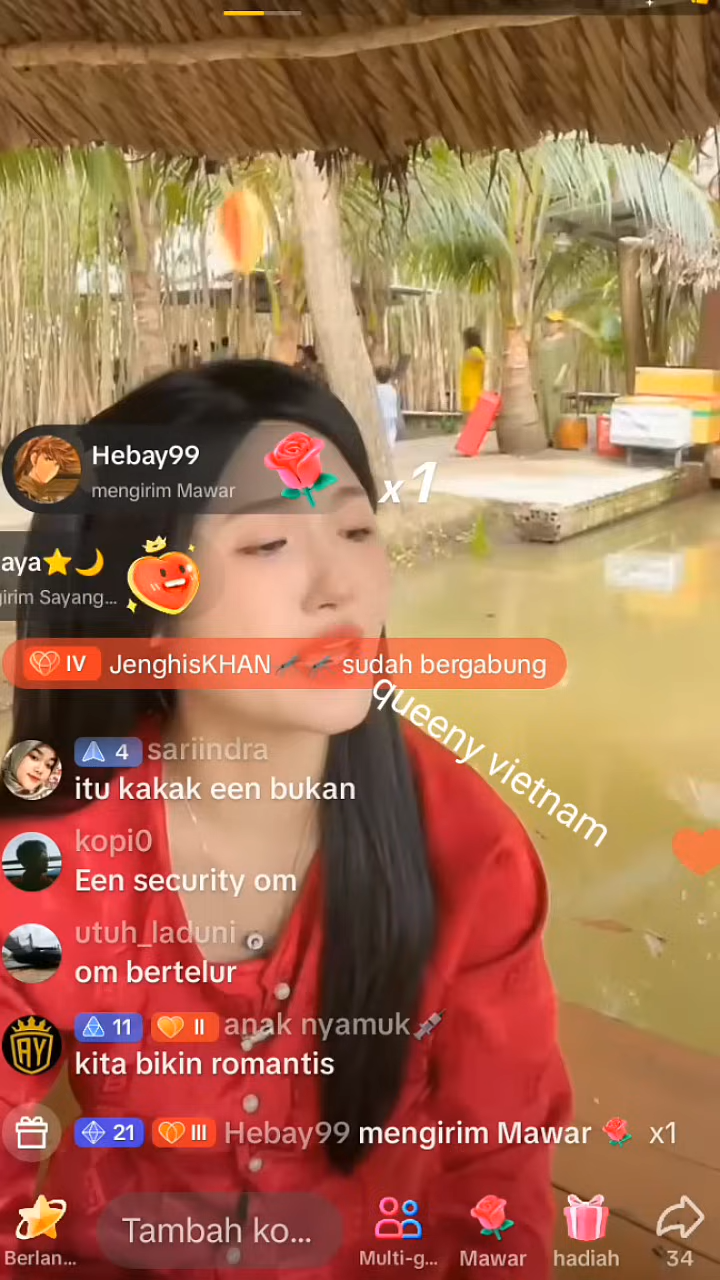 Hebay99
mengirim Mawar
x1
aya⭐🌙
girim Sayang...
IV JenghisKHAN🦟🦟 sudah bergabung
queeny vietnam
4 sariindra
itu kakak een bukan
kopi0
Een security om
utuh_laduni
om bertelur
AY
11 II anak nyamuk💉
kita bikin romantis
21 III Hebay99 mengirim Mawar 🌹 x1
Tambah ko...
Berlan...
Multi-g...
Mawar
hadiah
34